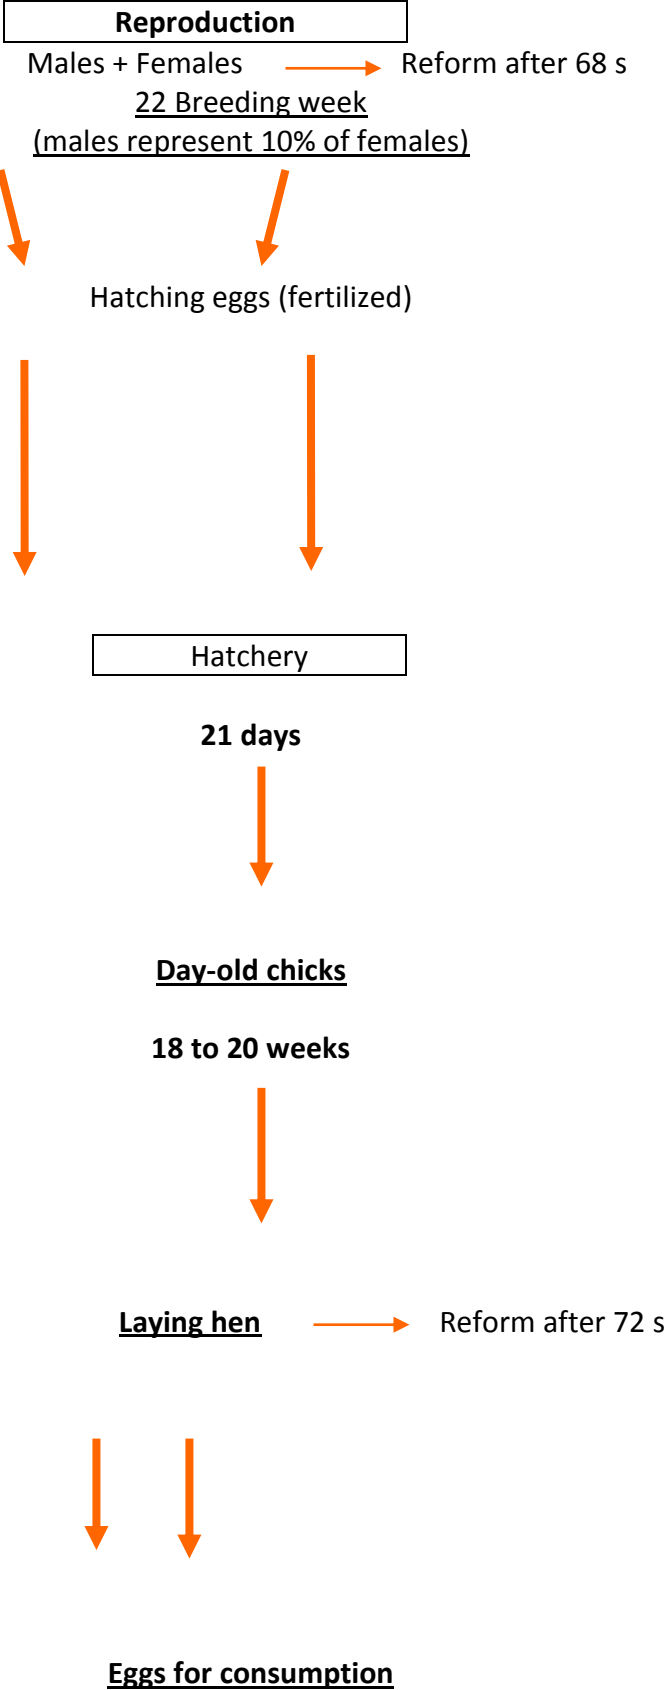 Reproduction
Males + Females Reform after 68 s
22 Breeding week
(males represent 10% of females)
Hatching eggs (fertilized)
Hatchery
21 days
Day-old chicks
18 to 20 weeks
Laying hen Reform after 72 s
Eggs for consumption